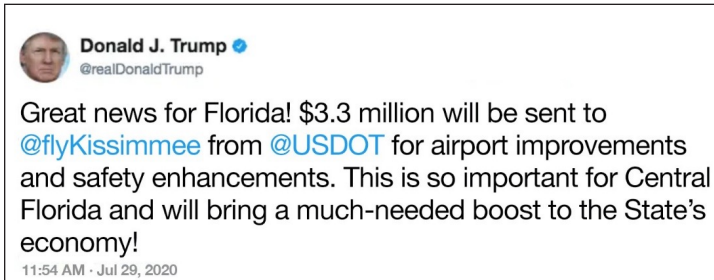 Donald J. Trump
@realDonaldTrump
Great news for Florida! $3.3 million will be sent to
@flyKissimmee from @USDOT for airport improvements
and safety enhancements. This is so important for Central
Florida and will bring a much-needed boost to the State's
economy!
11:54 AM · Jul 29, 2020